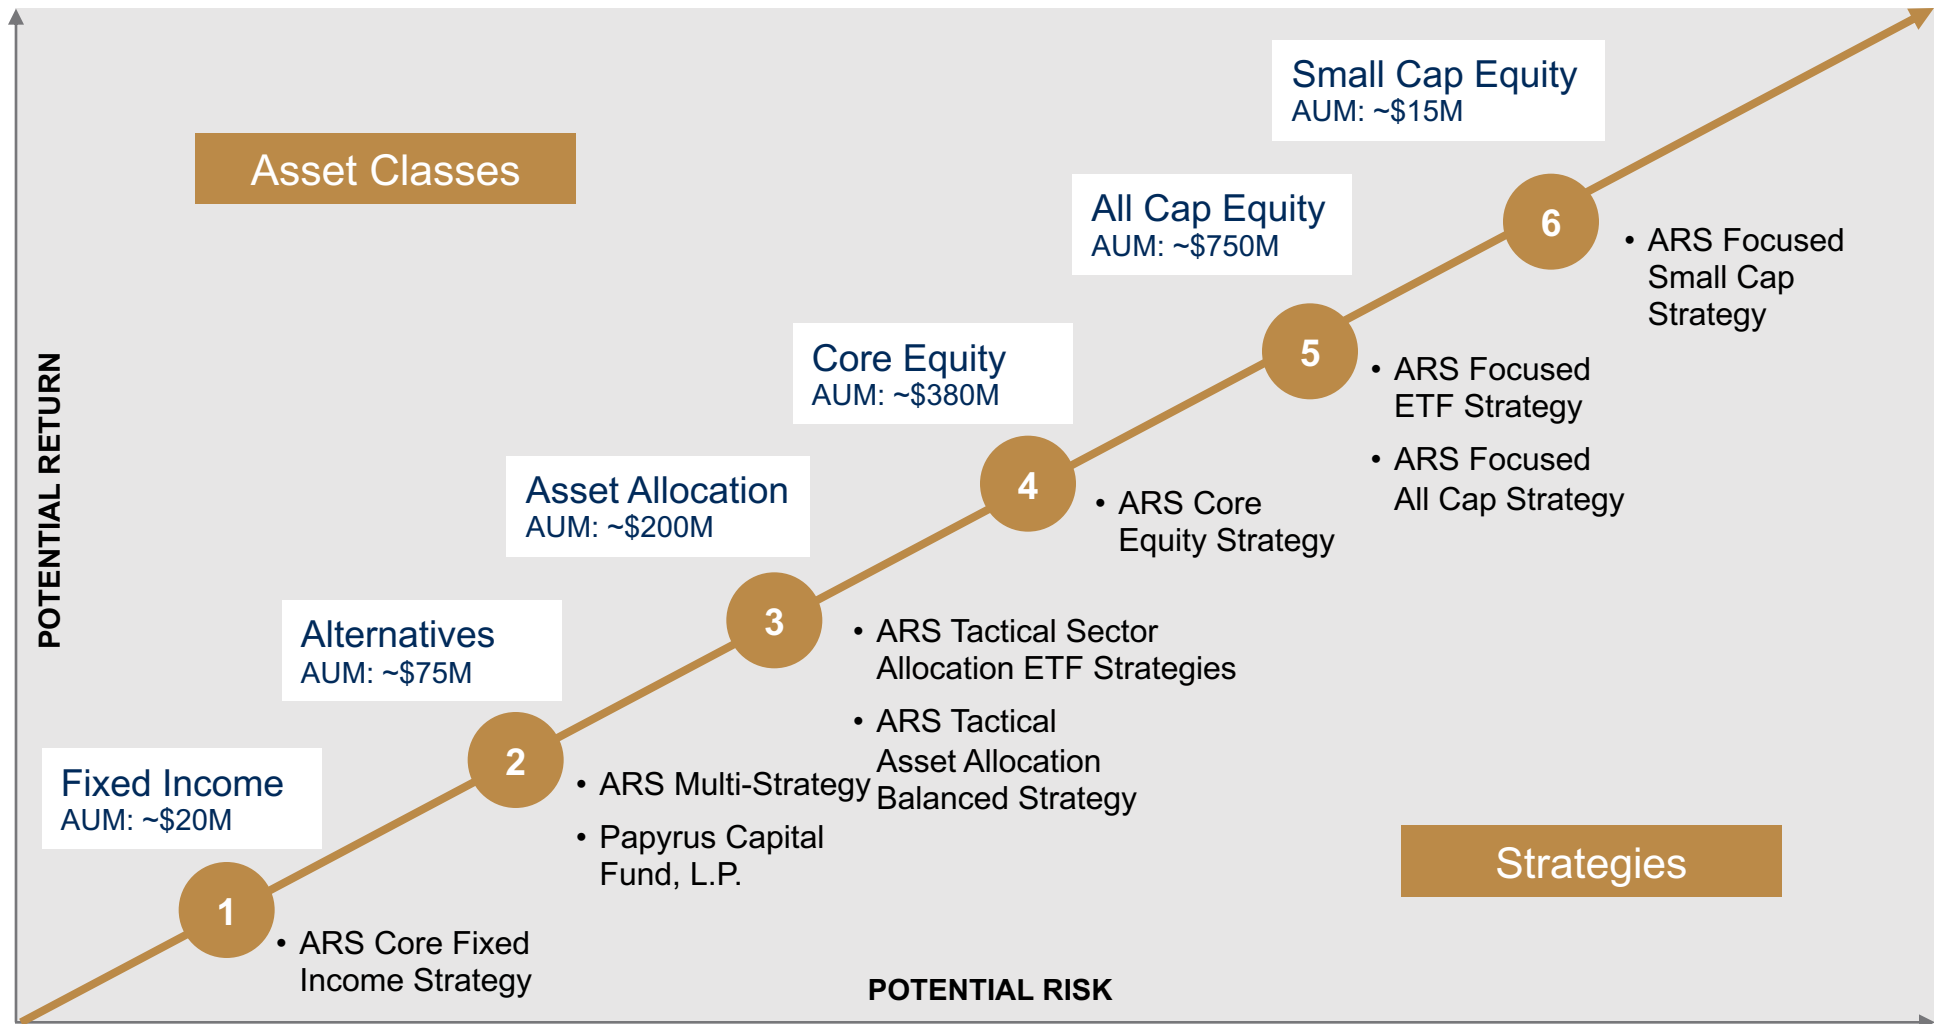 Small Cap Equity
AUM: ~$15M
Asset Classes
All Cap Equity
AUM: ~$750M
6
• ARS Focused
Small Cap
Strategy
Core Equity
AUM: ~$380M
5
• ARS Focused
ETF Strategy
• ARS Focused
All Cap Strategy
POTENTIAL RETURN
Asset Allocation
AUM: ~$200M
4
• ARS Core
Equity Strategy
Alternatives
AUM: ~$75M
3
• ARS Tactical Sector
Allocation ETF Strategies
• ARS Tactical
Asset Allocation
Balanced Strategy
Fixed Income
AUM: ~$20M
2
• ARS Multi-Strategy
• Papyrus Capital
Fund, L.P.
Strategies
1
• ARS Core Fixed
Income Strategy
POTENTIAL RISK